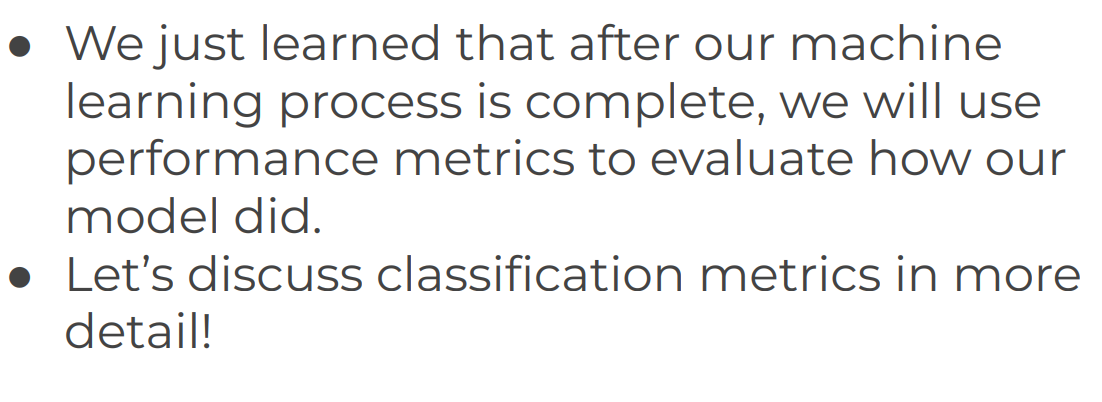 ● We just learned that after our machine
learning process is complete, we will use
performance metrics to evaluate how our
model did.
● Let’s discuss classification metrics in more
detail!